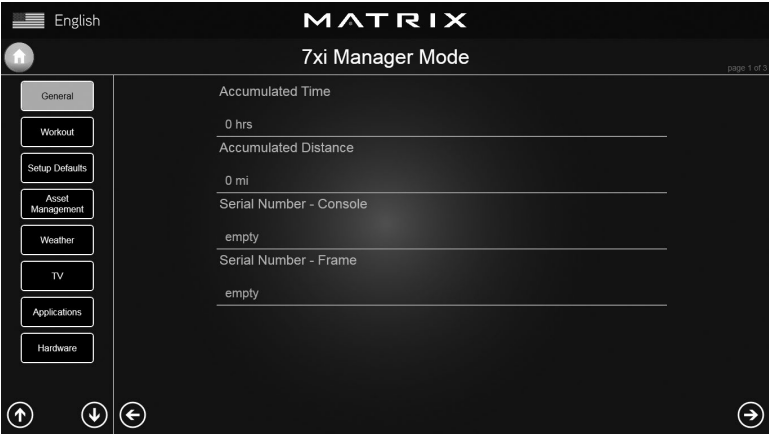 English
MATRIX
7xi Manager Mode
page 1 of 3
General
Workout
Setup Defaults
Asset
Management
Weather
TV
Applications
Hardware
Accumulated Time
0 hrs
Accumulated Distance
0 mi
Serial Number - Console
empty
Serial Number - Frame
empty